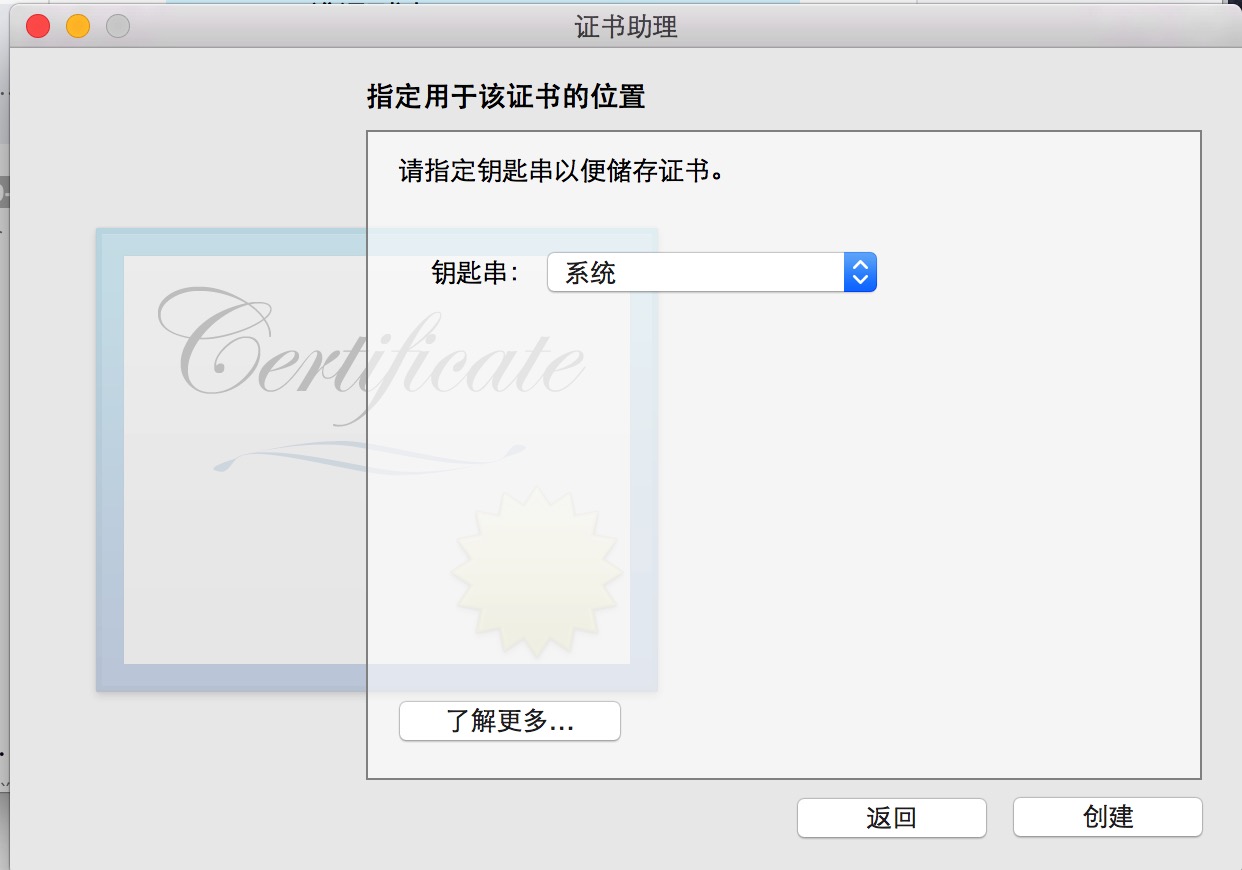 证书助理
指定用于该证书的位置
请指定钥匙串以便储存证书。
钥匙串：
系统
Certificate
了解更多...
返回
创建